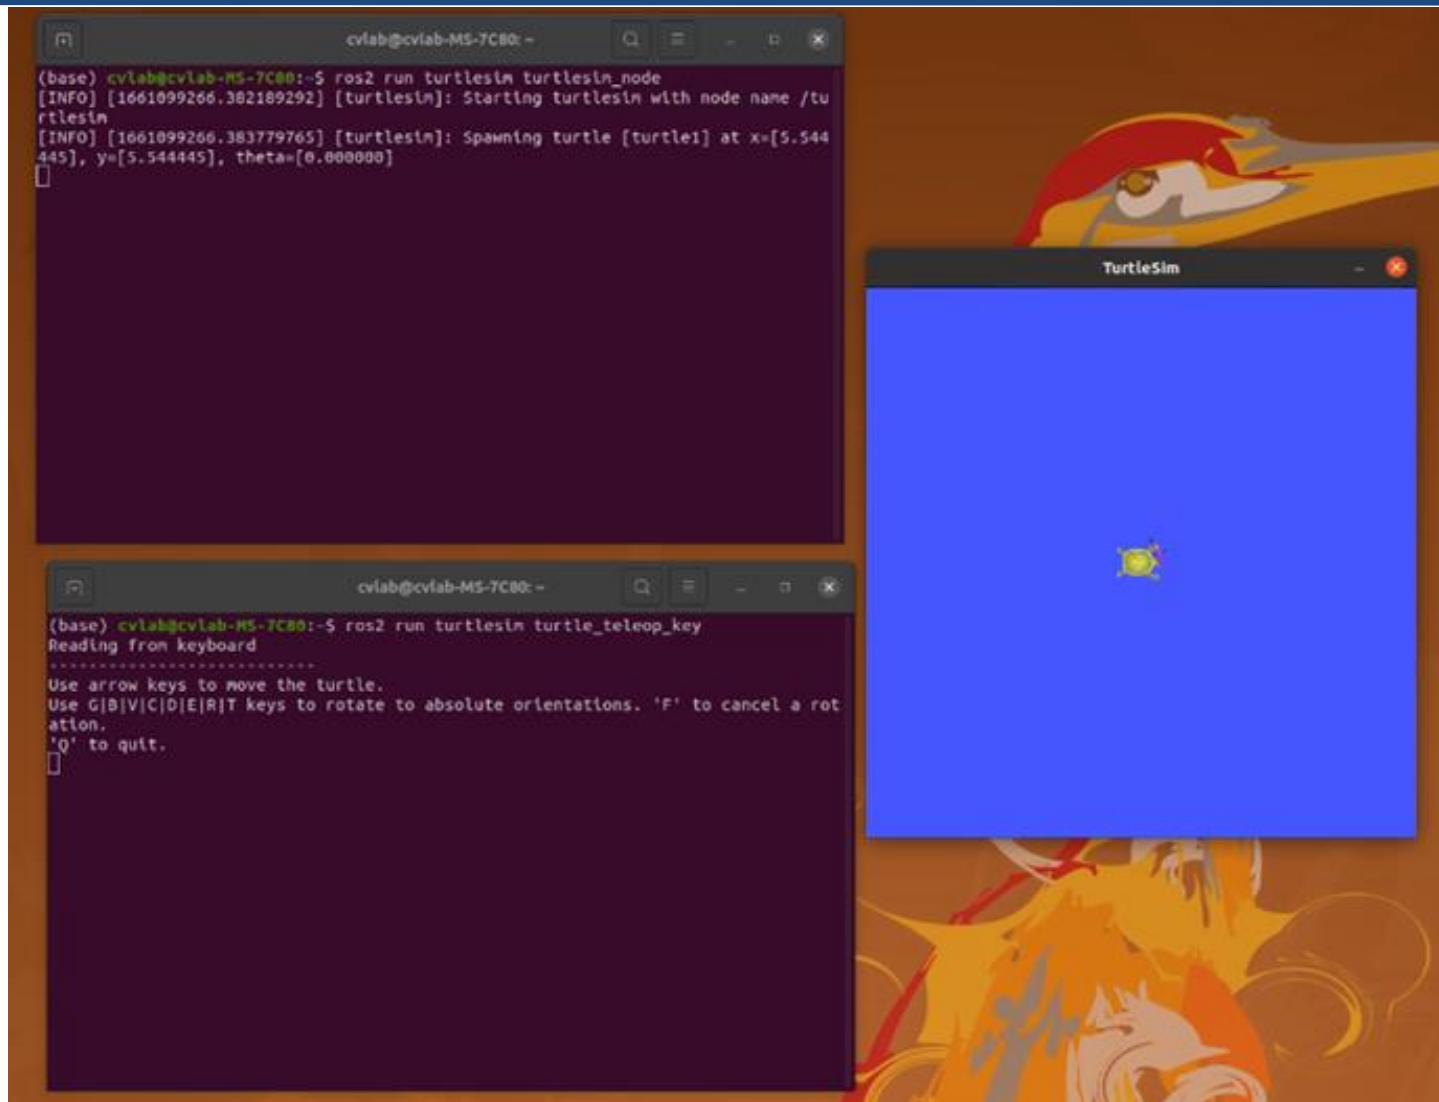 cvlab@cvlab-MS-7C80: ~
(base) cvlab@cvlab-MS-7C80:~$ ros2 run turtlesim turtlesim_node
[INFO] [1661099266.382189292] [turtlesim]: Starting turtlesim with node name /tu
rtlesim
[INFO] [1661099266.383779765] [turtlesim]: Spawning turtle [turtle1] at x=[5.544
445], y=[5.544445], theta=[0.000000]
TurtleSim
cvlab@cvlab-MS-7C80: ~
(base) cvlab@cvlab-MS-7C80:~$ ros2 run turtlesim turtle_teleop_key
Reading from keyboard
---------------------------
Use arrow keys to move the turtle.
Use G|B|V|C|D|E|R|T keys to rotate to absolute orientations. 'F' to cancel a rot
ation.
'Q' to quit.